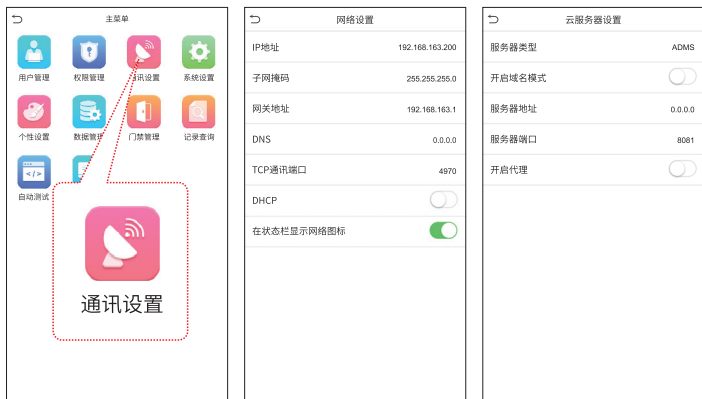 主菜单
用户管理 权限管理 通讯设置 系统设置
个性设置 数据管理 门禁管理 记录查询
</>
自动测试
通讯设置
网络设置
IP地址 192.168.163.200
子网掩码 255.255.255.0
网关地址 192.168.163.1
DNS 0.0.0.0
TCP通讯端口 4970
DHCP
在状态栏显示网络图标
云服务器设置
服务器类型 ADMS
开启域名模式
服务器地址 0.0.0.0
服务器端口 8081
开启代理